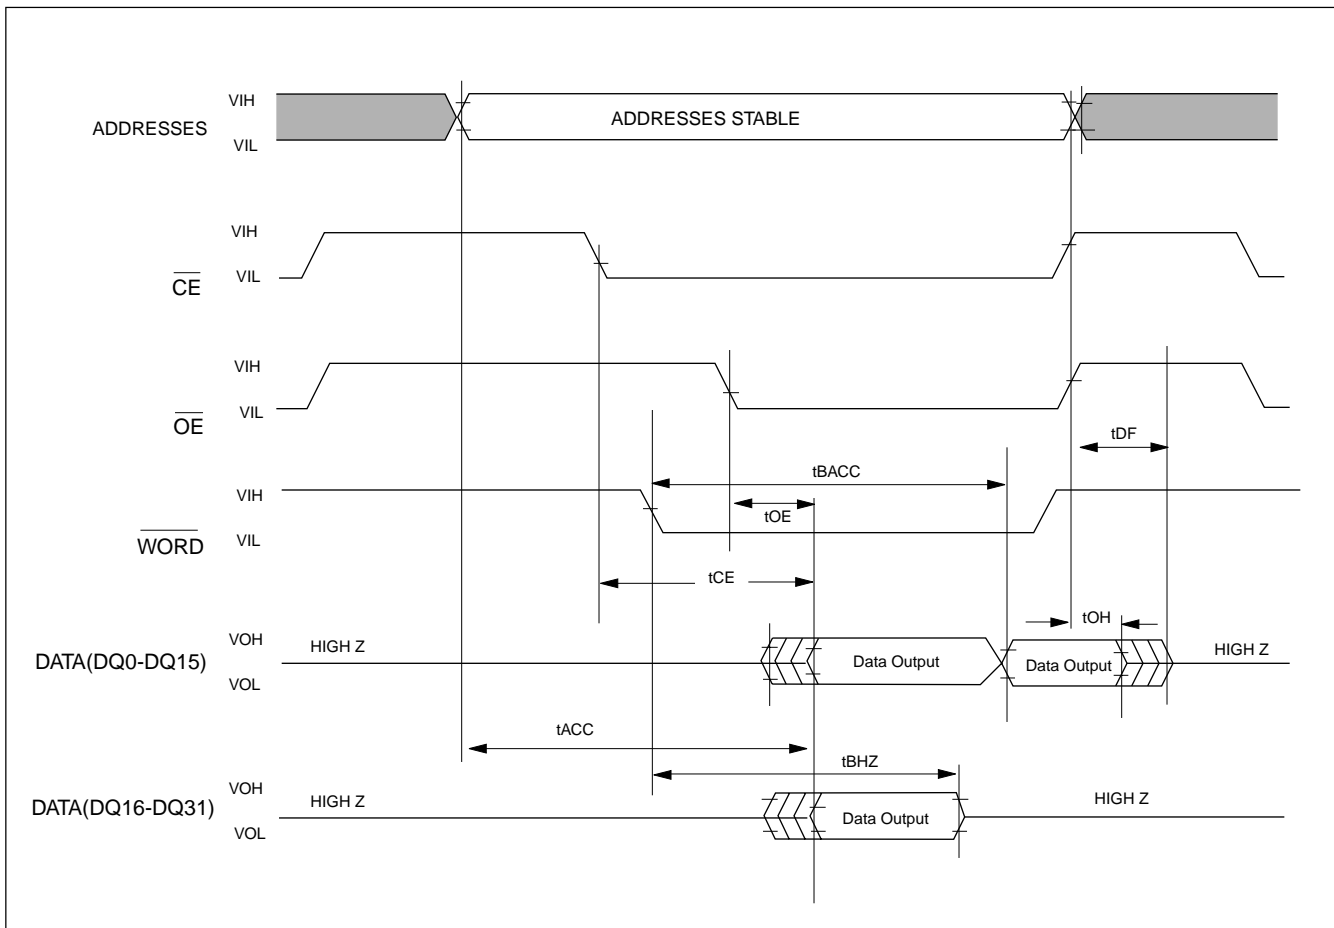 VIH
ADDRESSES
VIL
ADDRESSES STABLE
VIH
CE
VIL
VIH
OE
VIL
tDF
tBACC
VIH
tOE
WORD
VIL
tCE
tOH
VOH
DATA(DQ0-DQ15)
VOL
HIGH Z
Data Output
Data Output
HIGH Z
tACC
tBHZ
VOH
DATA(DQ16-DQ31)
VOL
HIGH Z
Data Output
HIGH Z